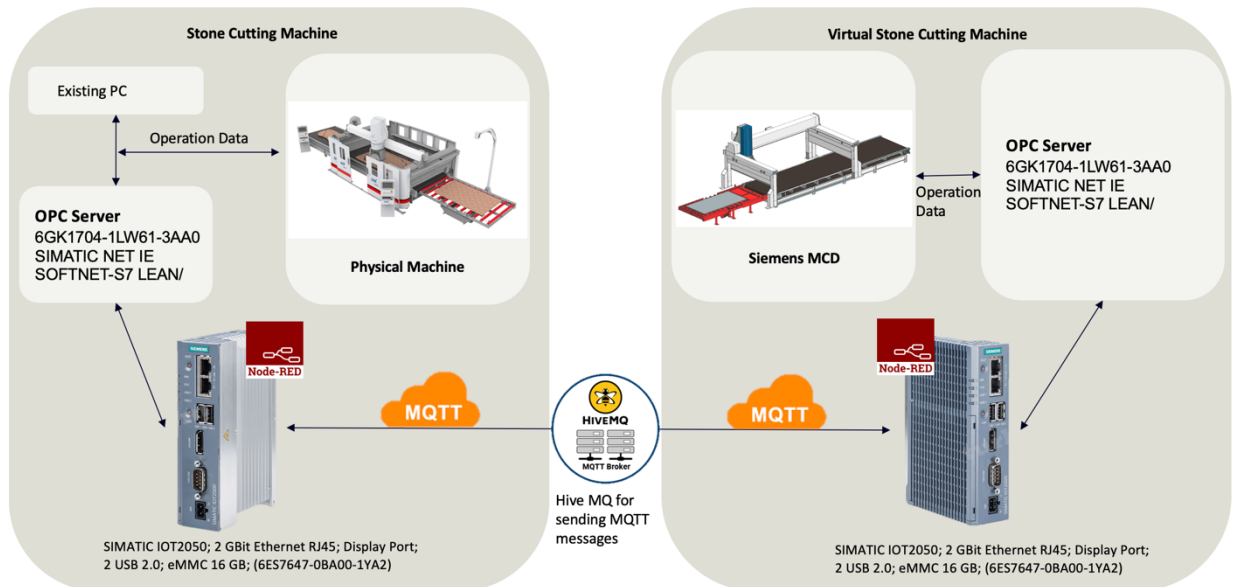 Stone Cutting Machine
Existing PC
Operation Data
OPC Server
6GK1704-1LW61-3AA0
SIMATIC NET IE
SOFTNET-S7 LEAN/
Physical Machine
SIEMENS
Node-RED
MQTT
SIMATIC IOT2050; 2 GBit Ethernet RJ45; Display Port;
2 USB 2.0; eMMC 16 GB; (6ES7647-0BA00-1YA2)
HIVEMQ
MQTT Broker
Hive MQ for
sending MQTT
messages
Virtual Stone Cutting Machine
Siemens MCD
Operation
Data
OPC Server
6GK1704-1LW61-3AA0
SIMATIC NET IE
SOFTNET-S7 LEAN/
MQTT
Node-RED
SIEMENS
SIMATIC IOT2050; 2 GBit Ethernet RJ45; Display Port;
2 USB 2.0; eMMC 16 GB; (6ES7647-0BA00-1YA2)